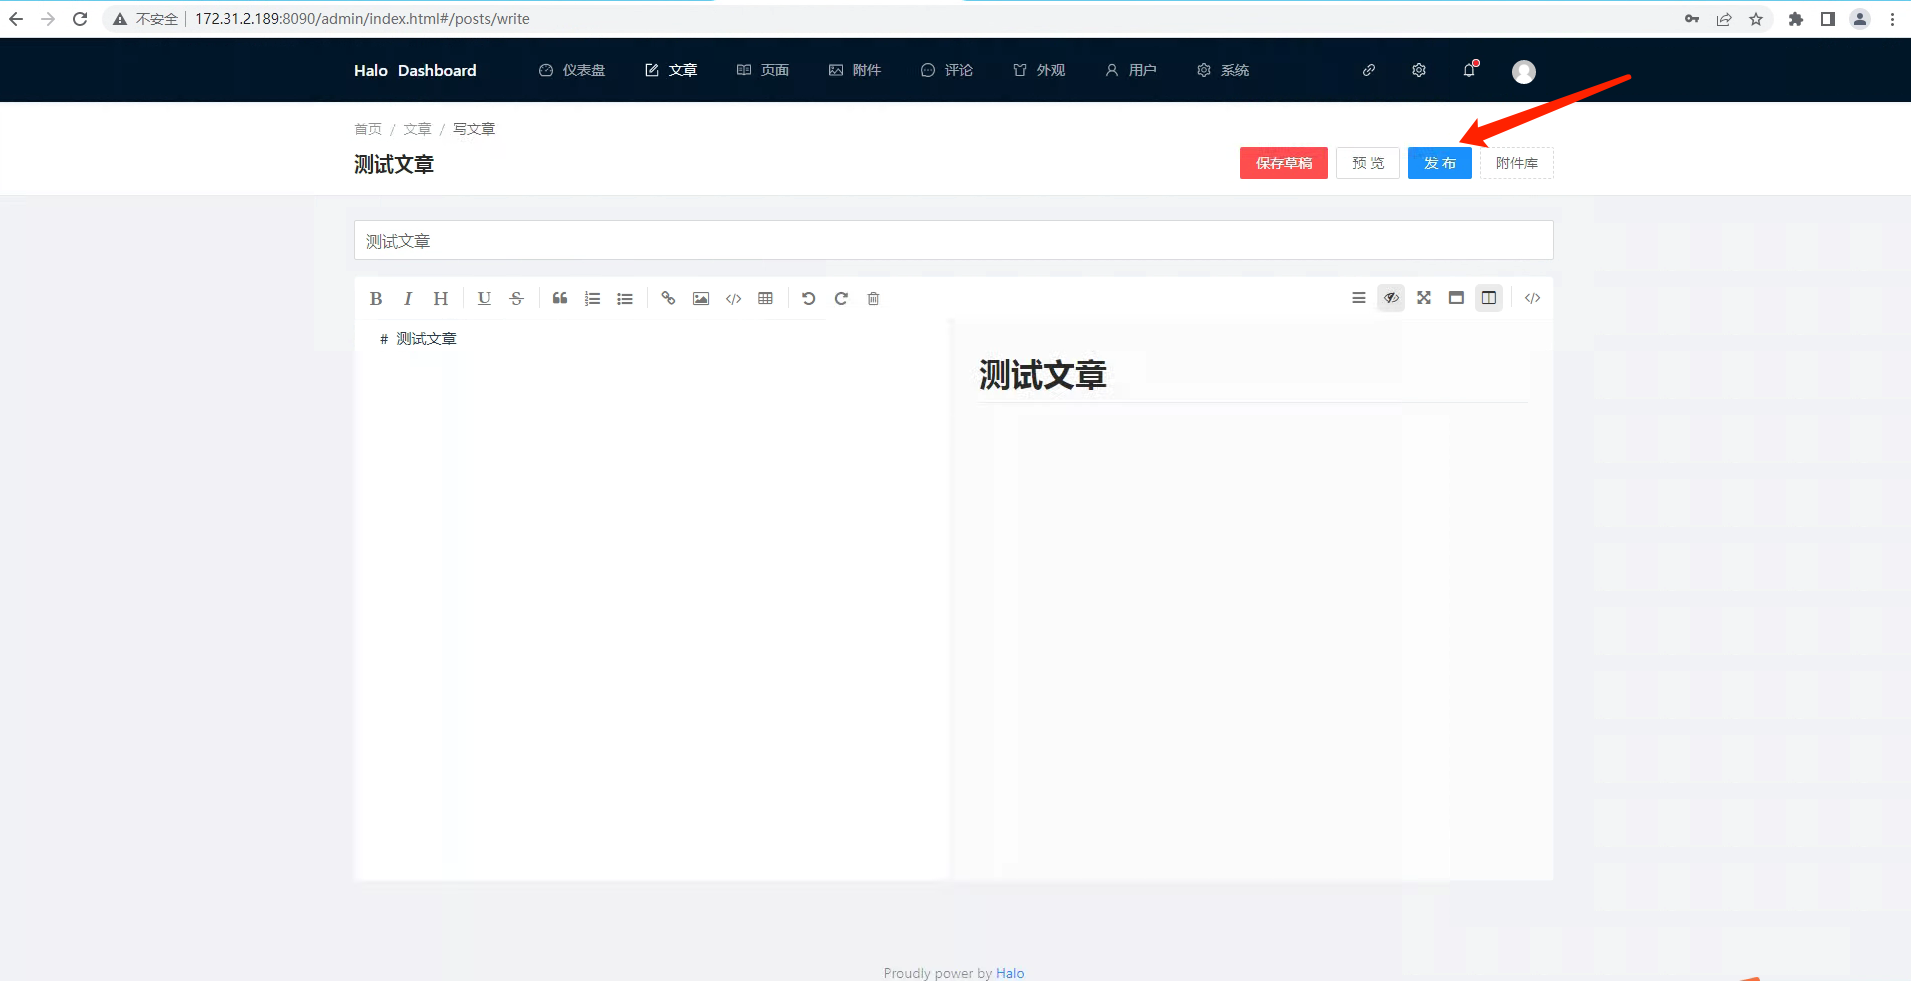 不安全 172.31.2.189:8090/admin/index.html#/posts/write
Halo Dashboard 仪表盘 文章 页面 附件 评论 外观 用户 系统
首页 / 文章 / 写文章
测试文章
保存草稿 预 览 发 布 附件库
测试文章
B I H U S
# 测试文章
测试文章
Proudly power by Halo